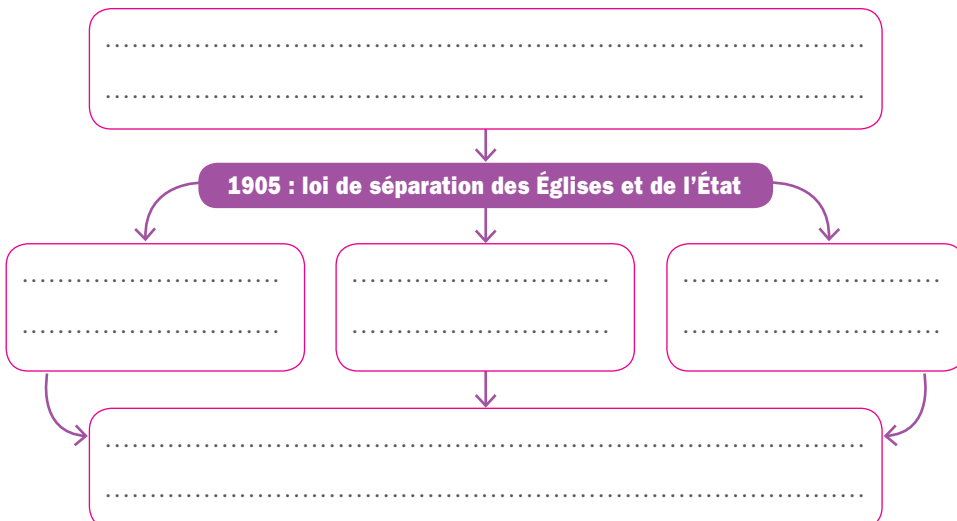 1905 : loi de séparation des Églises et de l’État